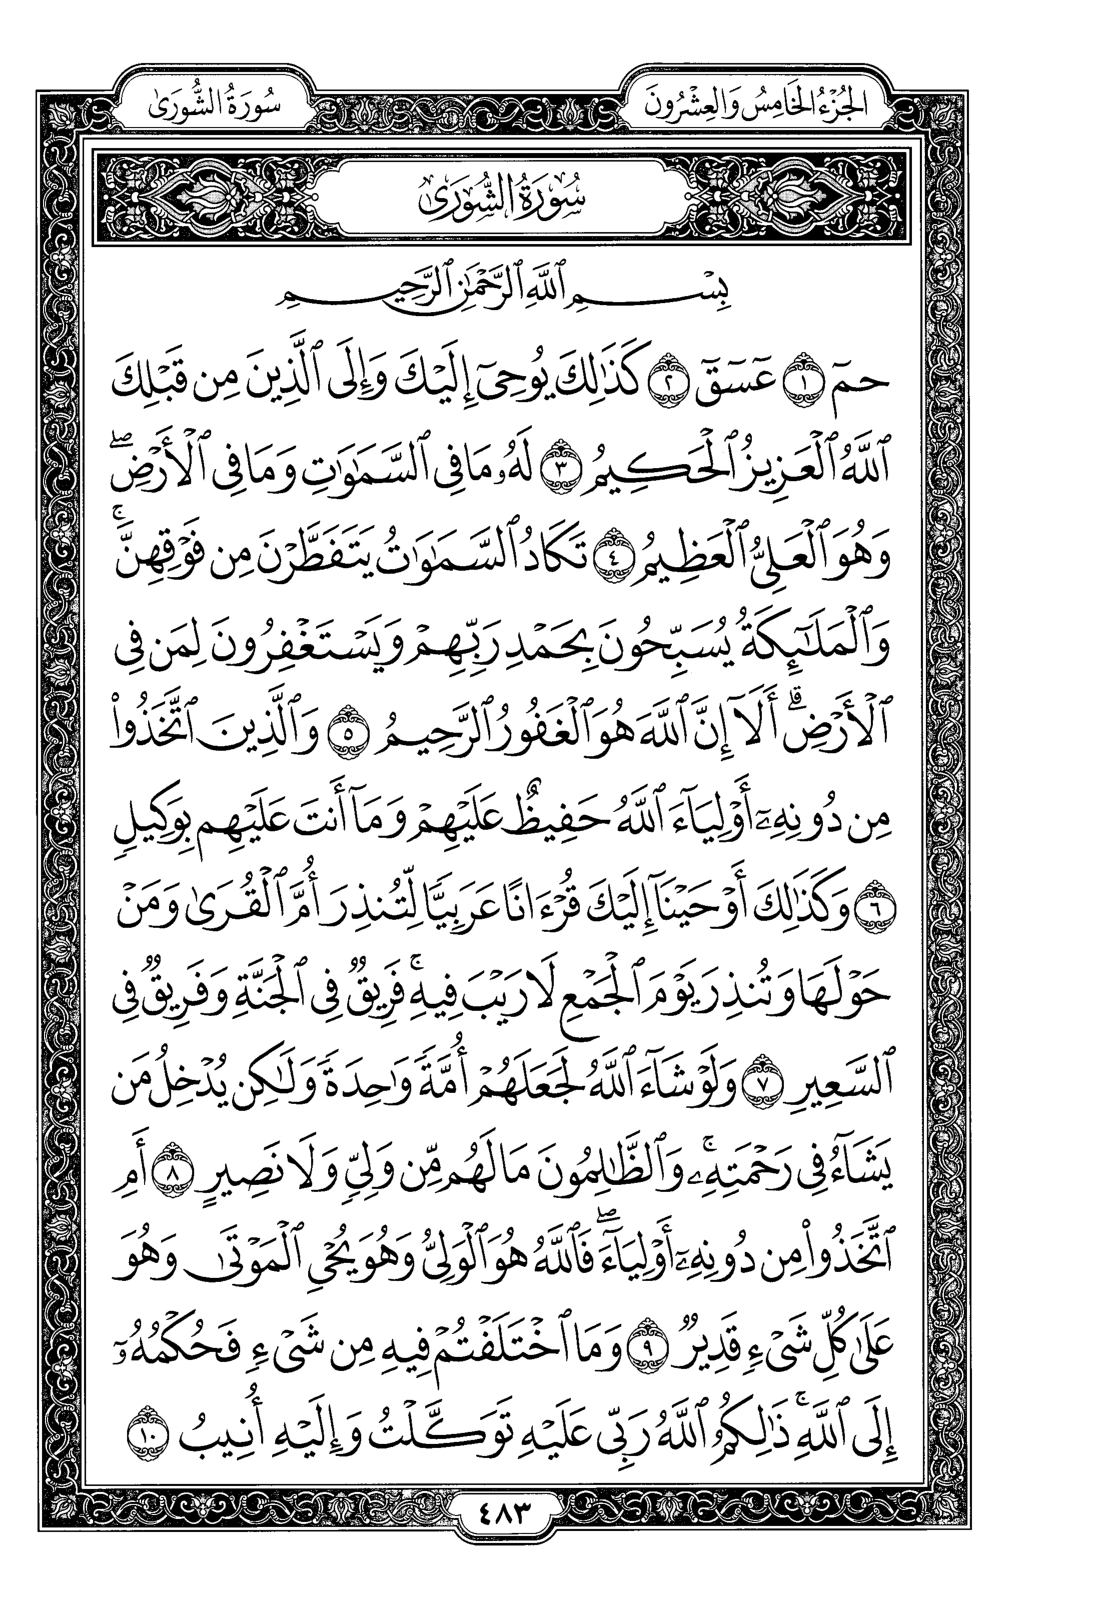 الجُزْءُ الخَامِسُ وَالعِشْرُونَ
سُورَةُ الشُّورَىٰ
سُورَةُ الشُّورَىٰ
بِسْمِ ٱللَّهِ ٱلرَّحْمَٰنِ ٱلرَّحِيمِ
حمٓ ١ عٓسٓقٓ ٢ كَذَٰلِكَ يُوحِىٓ إِلَيْكَ وَإِلَى ٱلَّذِينَ مِن قَبْلِكَ
ٱللَّهُ ٱلْعَزِيزُ ٱلْحَكِيمُ ٣ لَهُۥ مَا فِى ٱلسَّمَٰوَٰتِ وَمَا فِى ٱلْأَرْضِۖ
وَهُوَ ٱلْعَلِىُّ ٱلْعَظِيمُ ٤ تَكَادُ ٱلسَّمَٰوَٰتُ يَتَفَطَّرْنَ مِن فَوْقِهِنَّۚ
وَٱلْمَلَٰٓئِكَةُ يُسَبِّحُونَ بِحَمْدِ رَبِّهِمْ وَيَسْتَغْفِرُونَ لِمَن فِى
ٱلْأَرْضِۗ أَلَآ إِنَّ ٱللَّهَ هُوَ ٱلْغَفُورُ ٱلرَّحِيمُ ٥ وَٱلَّذِينَ ٱتَّخَذُوا۟
مِن دُونِهِۦٓ أَوْلِيَآءَ ٱللَّهُ حَفِيظٌ عَلَيْهِمْ وَمَآ أَنتَ عَلَيْهِم بِوَكِيلٍ
٦ وَكَذَٰلِكَ أَوْحَيْنَآ إِلَيْكَ قُرْءَانًا عَرَبِيًّا لِّتُنذِرَ أُمَّ ٱلْقُرَىٰ وَمَنْ
حَوْلَهَا وَتُنذِرَ يَوْمَ ٱلْجَمْعِ لَا رَيْبَ فِيهِۚ فَرِيقٌ فِى ٱلْجَنَّةِ وَفَرِيقٌ فِى
ٱلسَّعِيرِ ٧ وَلَوْ شَآءَ ٱللَّهُ لَجَعَلَهُمْ أُمَّةً وَٰحِدَةً وَلَٰكِن يُدْخِلُ مَن
يَشَآءُ فِى رَحْمَتِهِۦۚ وَٱلظَّٰلِمُونَ مَا لَهُم مِّن وَلِىٍّ وَلَا نَصِيرٍ ٨ أَمِ
ٱتَّخَذُوا۟ مِن دُونِهِۦٓ أَوْلِيَآءَۖ فَٱللَّهُ هُوَ ٱلْوَلِىُّ وَهُوَ يُحْىِ ٱلْمَوْتَىٰ وَهُوَ
عَلَىٰ كُلِّ شَىْءٍ قَدِيرٌ ٩ وَمَا ٱخْتَلَفْتُمْ فِيهِ مِن شَىْءٍ فَحُكْمُهُۥٓ
إِلَى ٱللَّهِۚ ذَٰلِكُمُ ٱللَّهُ رَبِّى عَلَيْهِ تَوَكَّلْتُ وَإِلَيْهِ أُنِيبُ ١٠
٤٨٣